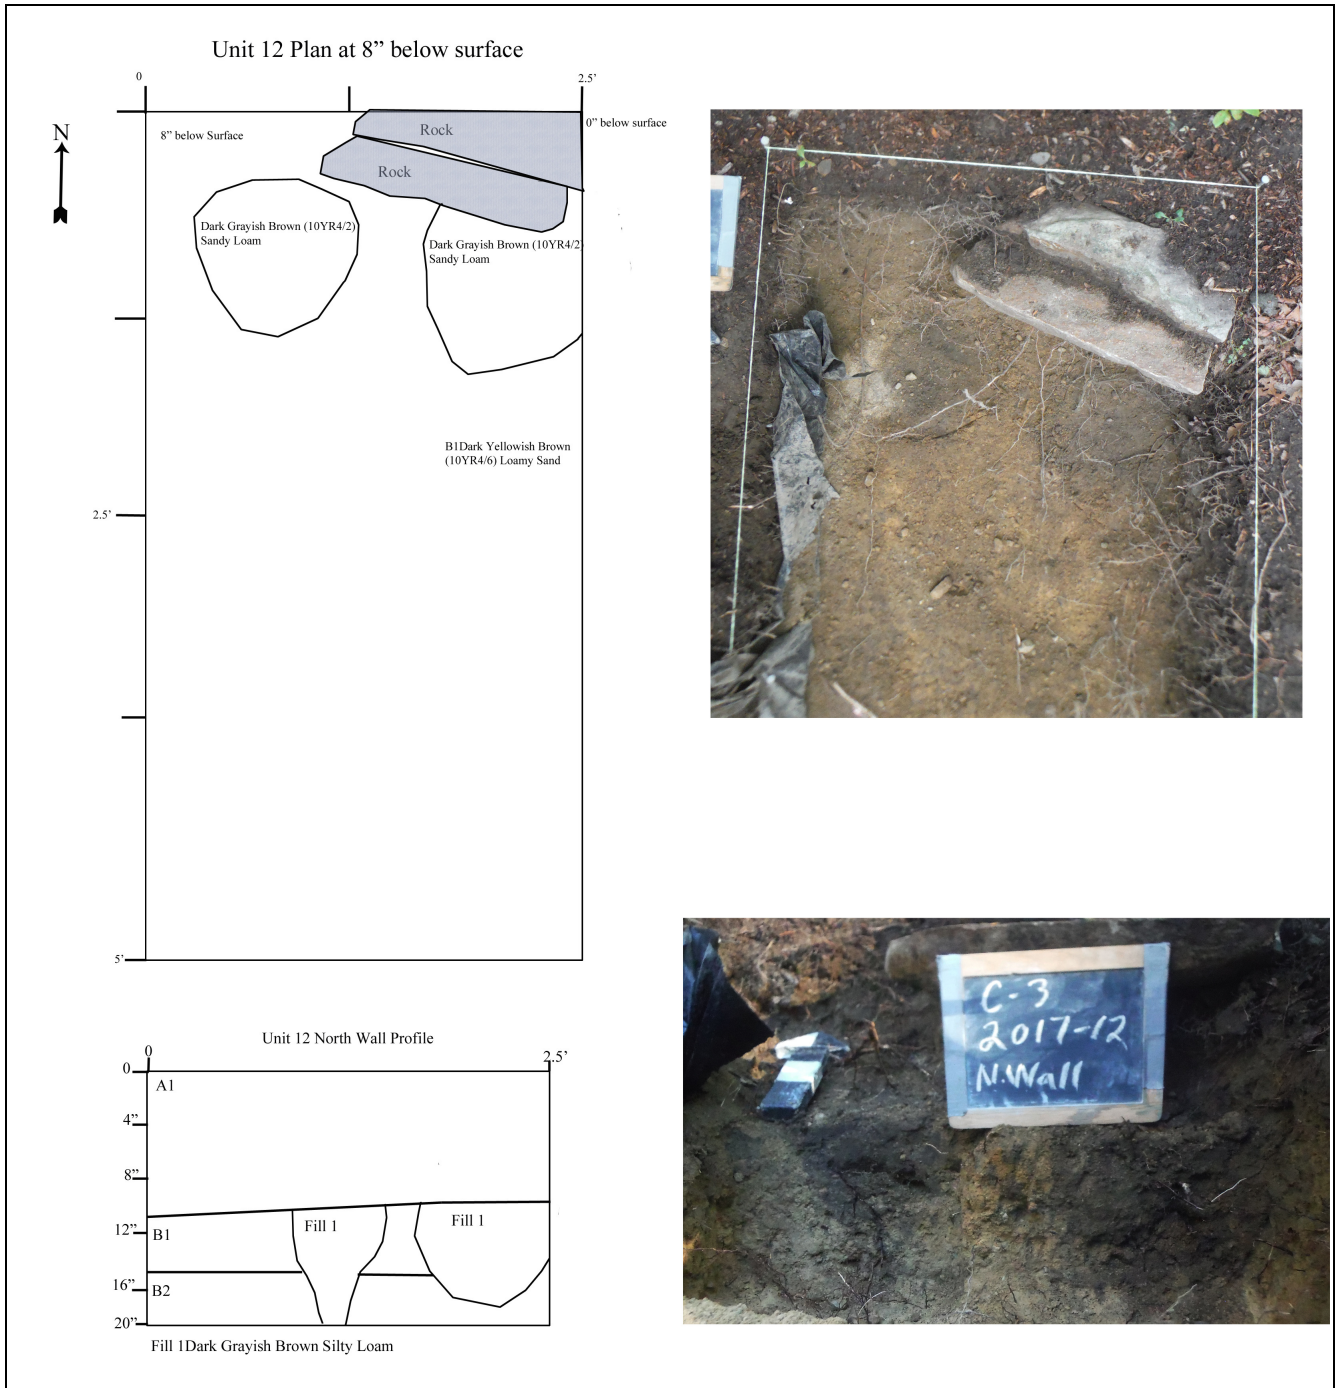 Unit 12 Plan at 8” below surface
0
2.5’
N
8” below Surface
Rock
0” below surface
Rock
Dark Grayish Brown (10YR4/2)
Sandy Loam
Dark Grayish Brown (10YR4/2)
Sandy Loam
B1Dark Yellowish Brown
(10YR4/6) Loamy Sand
2.5’
5’
Unit 12 North Wall Profile
0
2.5’
0
A1
4”
8”
12”
B1
Fill 1
Fill 1
16”
B2
20”
Fill 1Dark Grayish Brown Silty Loam
C-3
2017-12
N.Wall